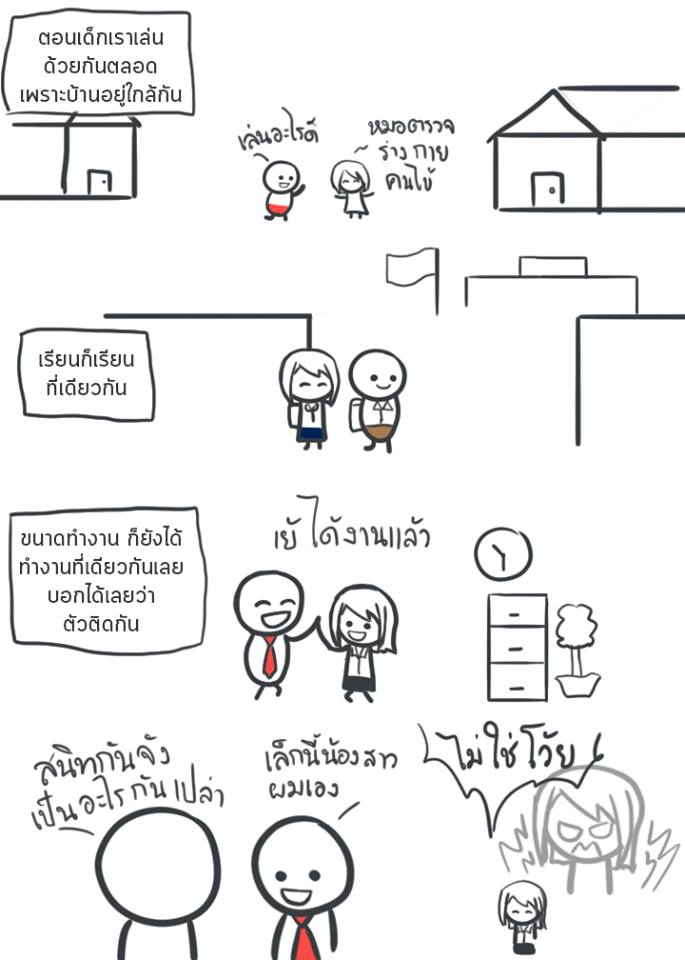 ตอนเด็กเราเล่น
ด้วยกันตลอด
เพราะบ้านอยู่ใกล้กัน
เล่นอะไรดี
หมอตรวจ
ร่างกาย
คนไข้
เรียนก็เรียน
ที่เดียวกัน
ขนาดทำงาน ก็ยังได้
ทำงานที่เดียวกันเลย
บอกได้เลยว่า
ตัวติดกัน
เย้ ได้งานแล้ว
สนิทกันจัง
เป็นอะไรกันเปล่า
เล็กนี้น้องสาว
ผมเอง
ไม่ใช่โว้ย